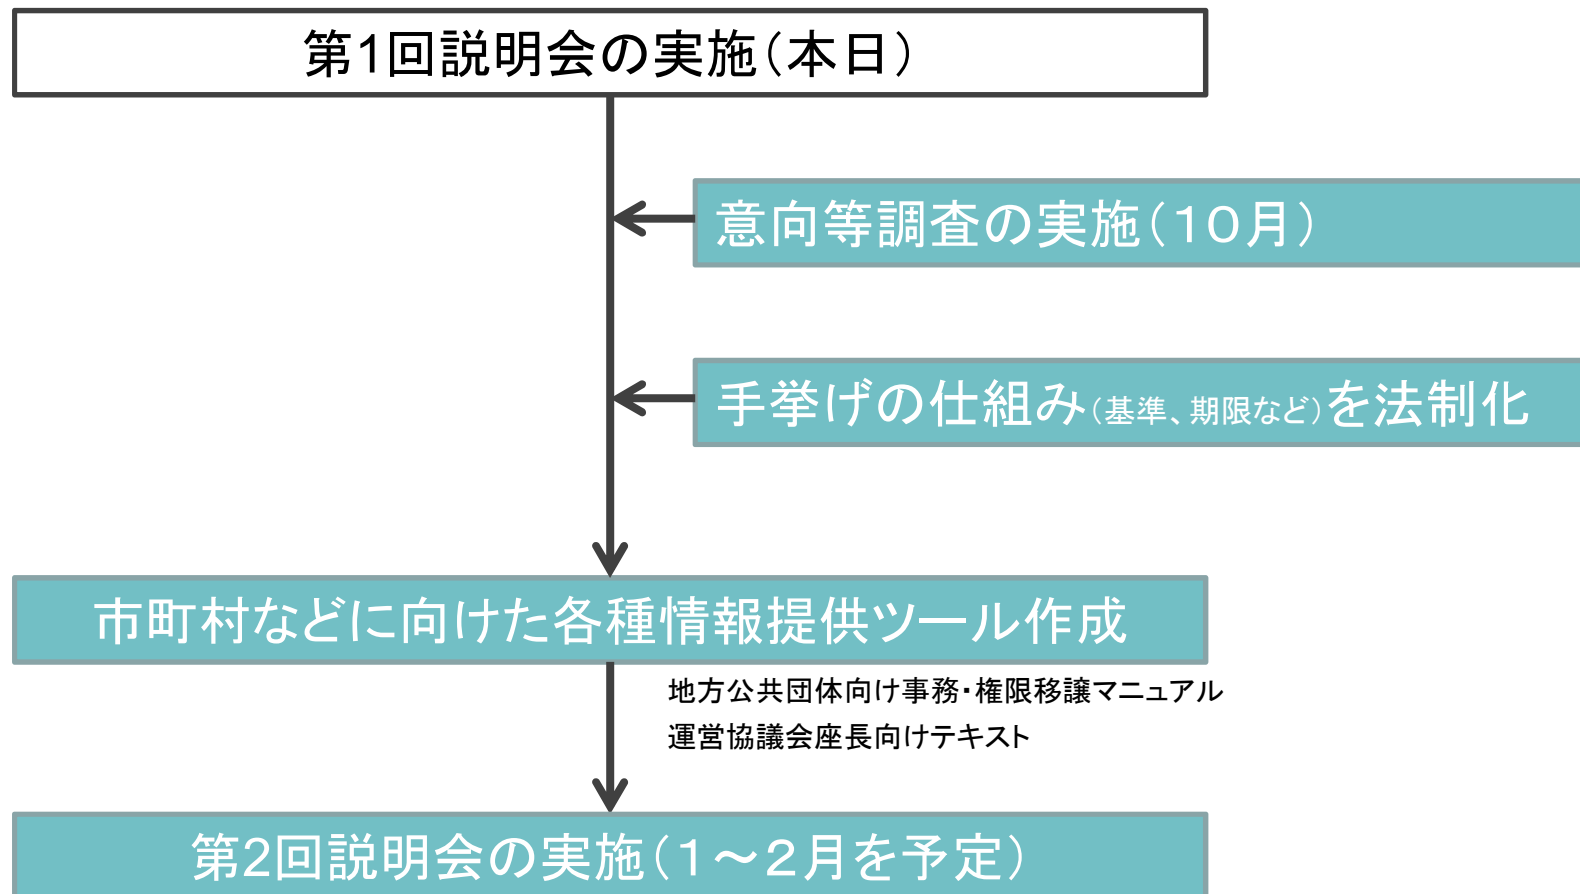 第1回説明会の実施（本日）
意向等調査の実施（１０月）
手挙げの仕組み（基準、期限など）を法制化
市町村などに向けた各種情報提供ツール作成
地方公共団体向け事務・権限移譲マニュアル
運営協議会座長向けテキスト
第2回説明会の実施（１～２月を予定）